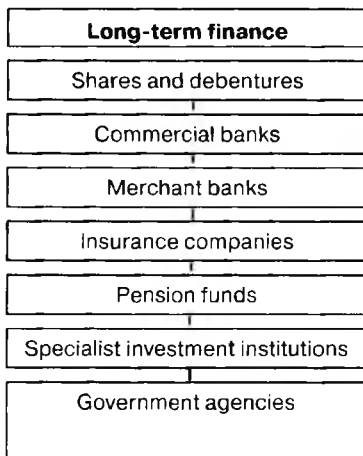 Long-term finance
Shares and debentures
Commercial banks
Merchant banks
Insurance companies
Pension funds
Specialist investment institutions
Government agencies